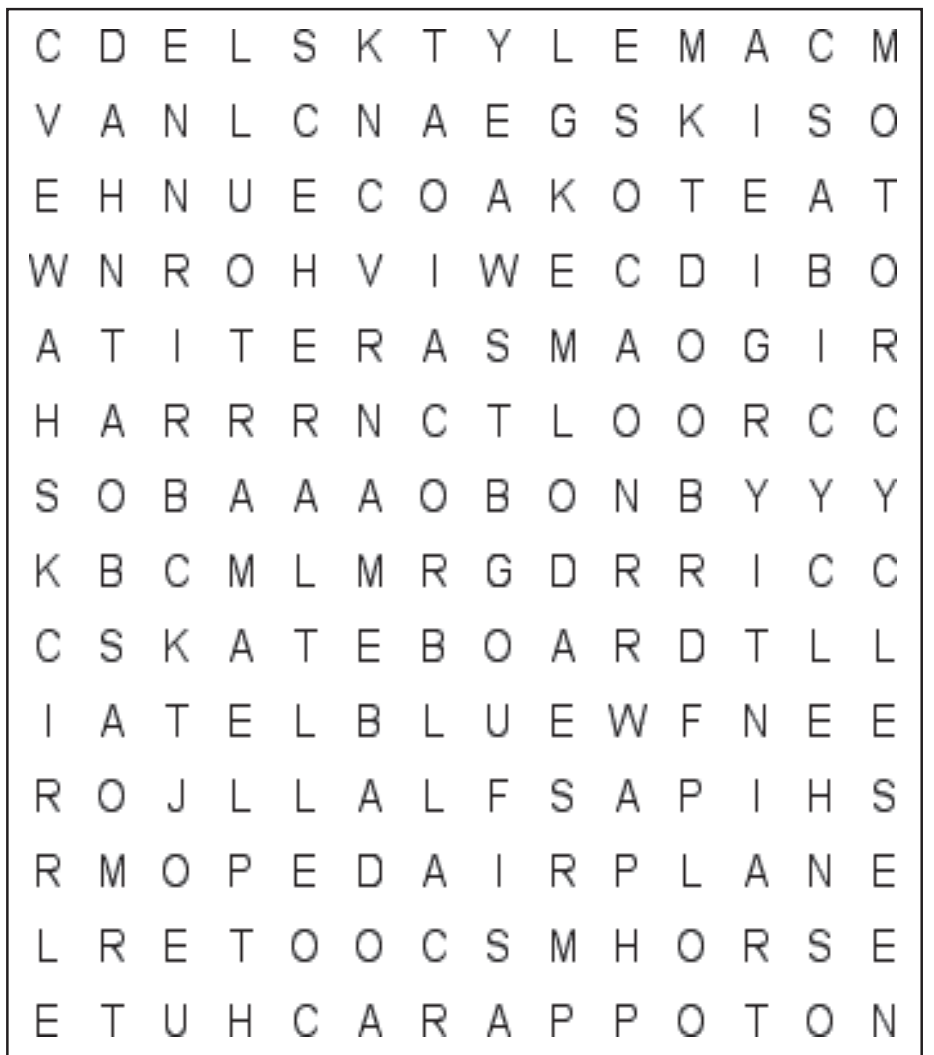 C D E L S K T Y L E M A C M
V A N L C N A E G S K I S O
E H N U E C O A K O T E A T
W N R O H V I W E C D I B O
A T I T E R A S M A O G I R
H A R R R N C T L O O R C C
S O B A A A O B O N B Y Y Y
K B C M L M R G D R R I C C
C S K A T E B O A R D T L L
I A T E L B L U E W F N E E
R O J L L A L F S A P I H S
R M O P E D A I R P L A N E
L R E T O O C S M H O R S E
E T U H C A R A P P O T O N